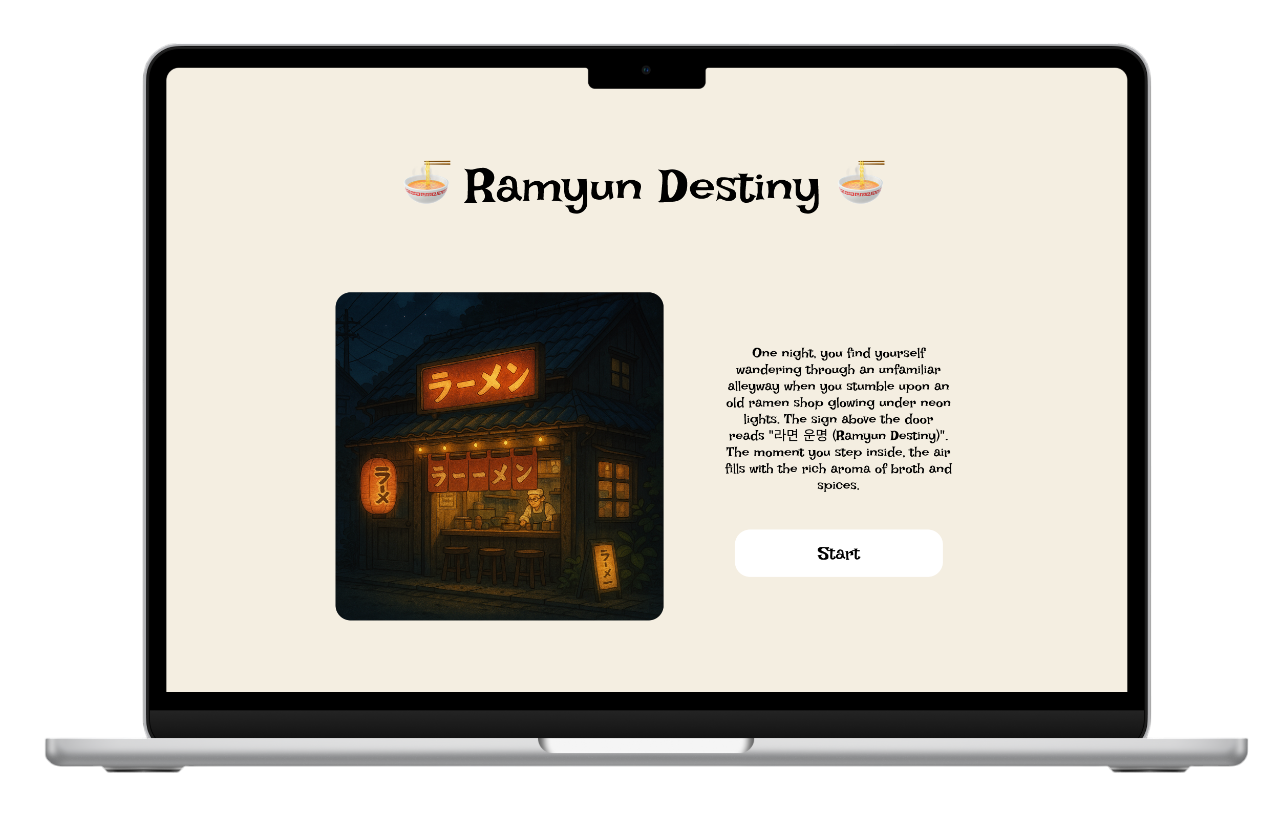 Ramyun Destiny
ラーメン
ラーーメン
ラーメ
ラーメン
One night, you find yourself
wandering through an unfamiliar
alleyway when you stumble upon an
old ramen shop glowing under neon
lights. The sign above the door
reads "라면 운명 (Ramyun Destiny)".
The moment you step inside, the air
fills with the rich aroma of broth and
spices.
Start